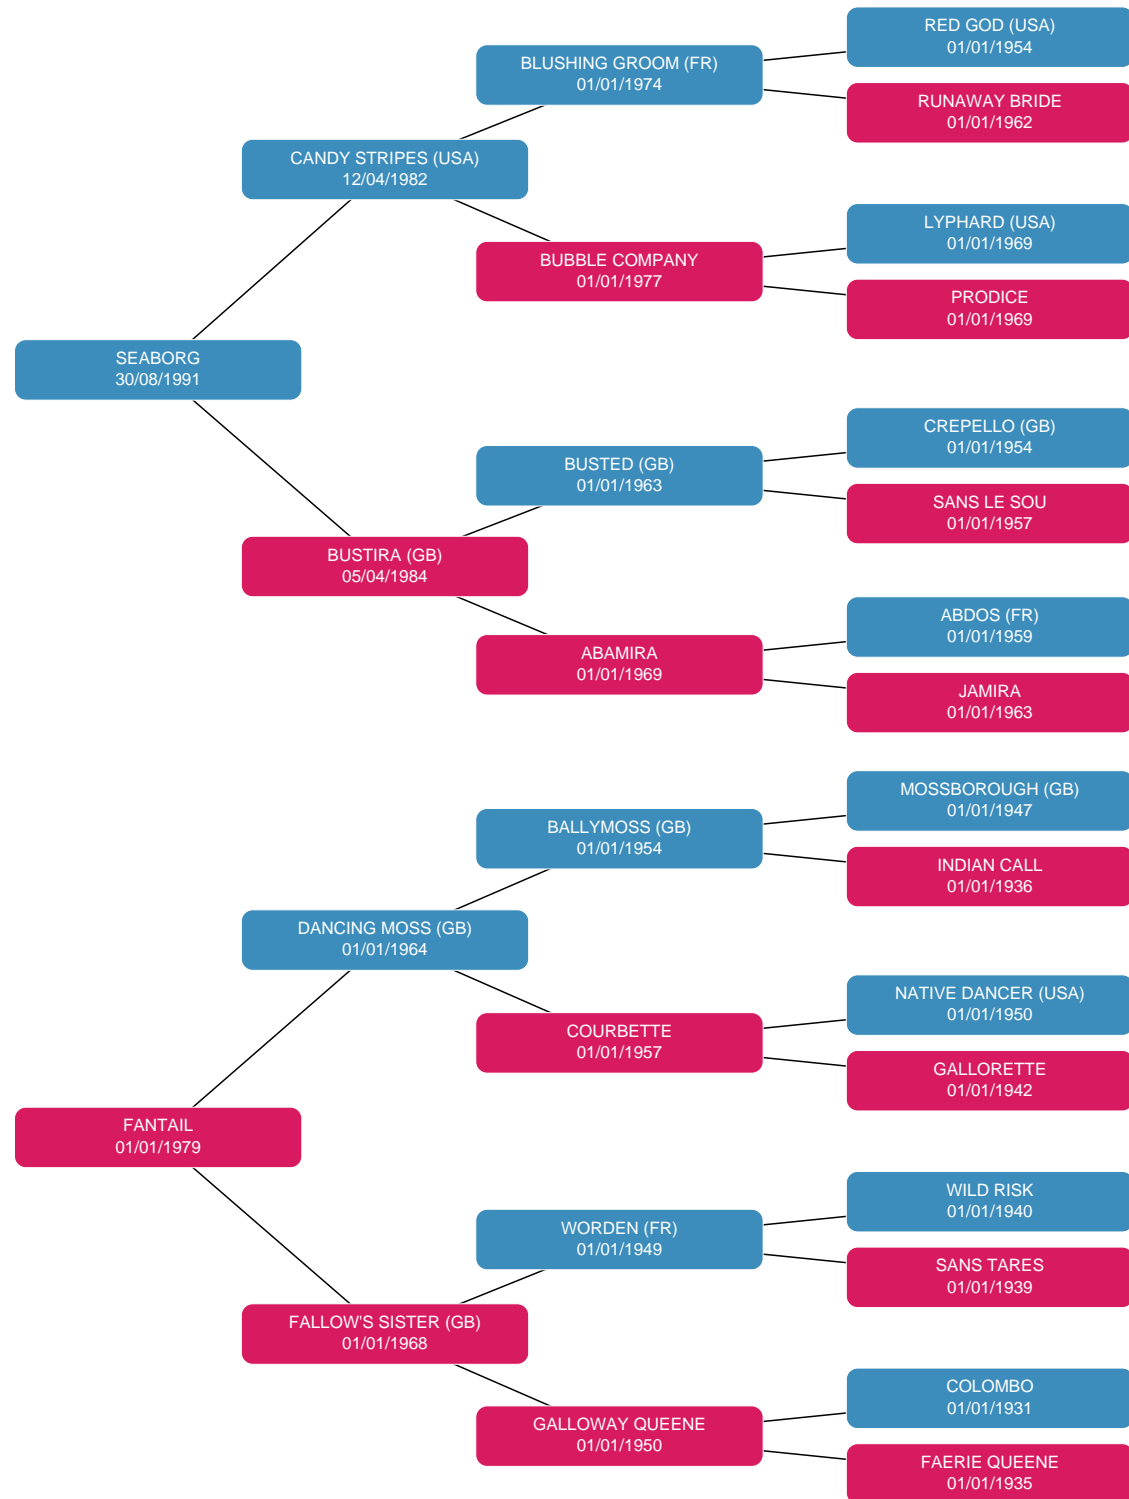 RED GOD (USA)
01/01/1954
BLUSHING GROOM (FR)
01/01/1974
RUNAWAY BRIDE
01/01/1962
CANDY STRIPES (USA)
12/04/1982
LYPHARD (USA)
01/01/1969
BUBBLE COMPANY
01/01/1977
PRODICE
01/01/1969
SEABORG
30/08/1991
CREPELLO (GB)
01/01/1954
BUSTED (GB)
01/01/1963
SANS LE SOU
01/01/1957
BUSTIRA (GB)
05/04/1984
ABDOS (FR)
01/01/1959
ABAMIRA
01/01/1969
JAMIRA
01/01/1963
MOSSBOROUGH (GB)
01/01/1947
BALLYMOSS (GB)
01/01/1954
INDIAN CALL
01/01/1936
DANCING MOSS (GB)
01/01/1964
NATIVE DANCER (USA)
01/01/1950
COURBETTE
01/01/1957
GALLORETTE
01/01/1942
FANTAIL
01/01/1979
WILD RISK
01/01/1940
WORDEN (FR)
01/01/1949
SANS TARES
01/01/1939
FALLOW'S SISTER (GB)
01/01/1968
COLOMBO
01/01/1931
GALLOWAY QUEENE
01/01/1950
FAERIE QUEENE
01/01/1935